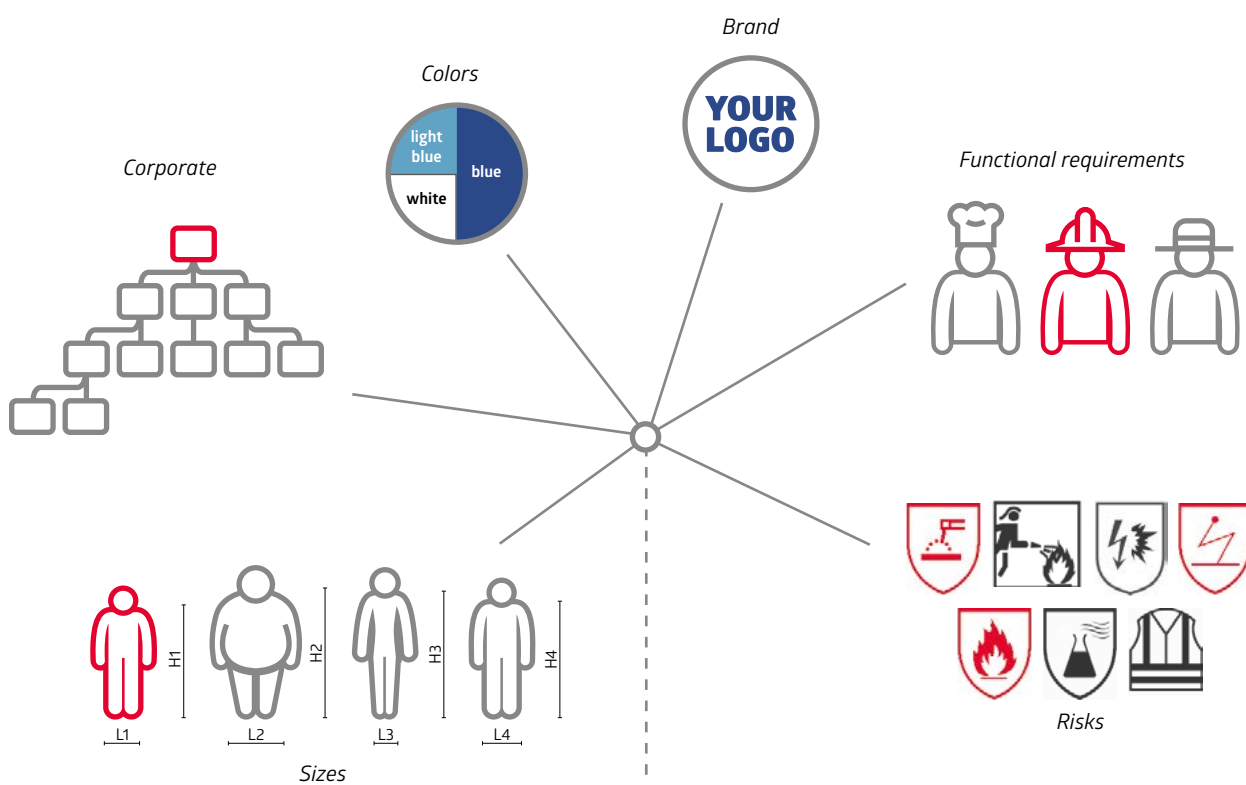 Brand
YOUR
LOGO
Colors
light
blue
blue
white
Corporate
Functional requirements
H1
H2
H3
H4
L1
L2
L3
L4
Sizes
Risks